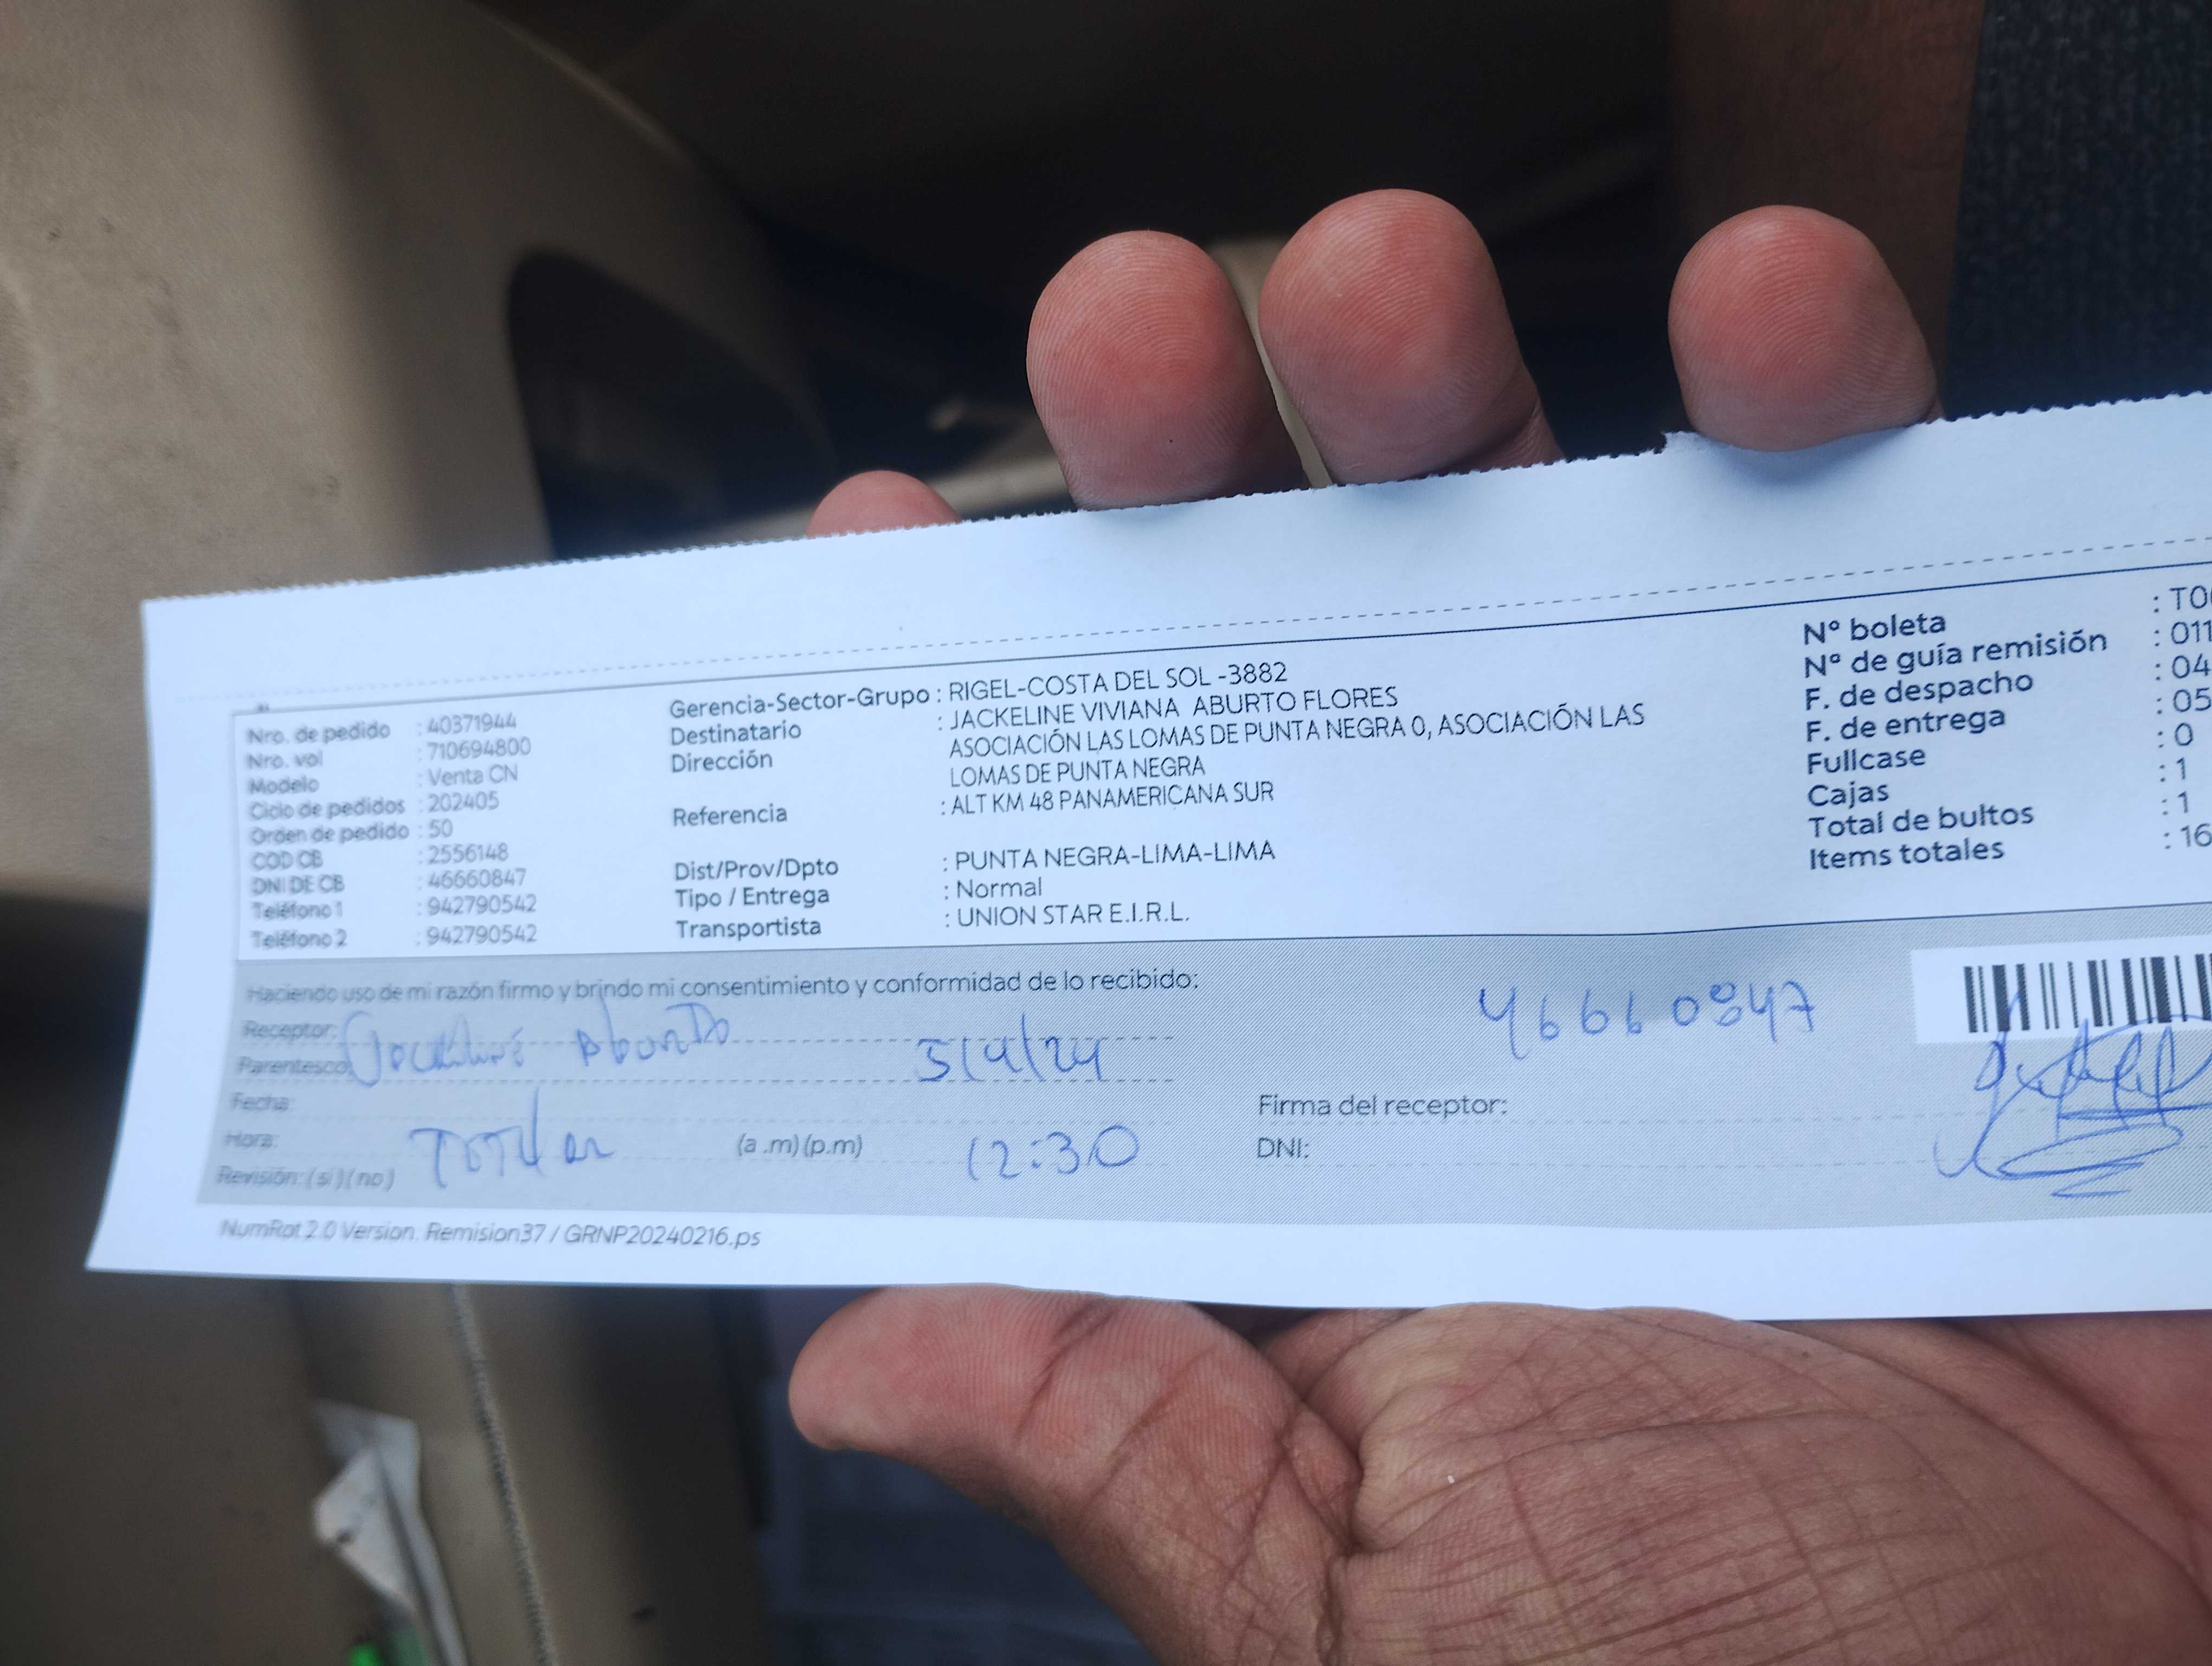 Nro. de pedido : 40371944
Nro. vol : 710694800
Modelo : Venta CN
Ciclo de pedidos : 202405
Orden de pedido : 50
COD CB : 2556148
DNI DE CB : 46660847
Teléfono 1 : 942790542
Teléfono 2 : 942790542
Gerencia-Sector-Grupo : RIGEL-COSTA DEL SOL -3882
Destinatario : JACKELINE VIVIANA ABURTO FLORES
Dirección ASOCIACIÓN LAS LOMAS DE PUNTA NEGRA 0, ASOCIACIÓN LAS
LOMAS DE PUNTA NEGRA
Referencia : ALT KM 48 PANAMERICANA SUR
Dist/Prov/Dpto : PUNTA NEGRA-LIMA-LIMA
Tipo / Entrega : Normal
Transportista : UNION STAR E.I.R.L.
N° boleta : T0
N° de guía remisión : 011
F. de despacho : 04
F. de entrega : 05
Fullcase : 0
Cajas : 1
Total de bultos : 1
Items totales : 16
Haciendo uso de mi razón firmo y brindo mi consentimiento y conformidad de lo recibido:
Receptor: Jackeline Aburto
Parentesco: 5/4/24
46660847
Fecha:
Hora: Titular (a .m) (p.m) 12:30
Revisión: ( si ) ( no )
Firma del receptor:
DNI:
NumRot 2.0 Version. Remision37 / GRNP20240216.ps